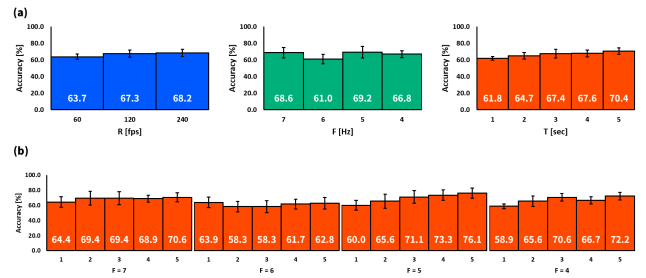 (a)
100.0 100.0 100.0
80.0 80.0 80.0
60.0 60.0 60.0
40.0 40.0 40.0
20.0 20.0 20.0
0.0 0.0 0.0
Accuracy [%] Accuracy [%] Accuracy [%]
63.7 67.3 68.2 68.6 61.0 69.2 66.8 61.8 64.7 67.4 67.6 70.4
60 120 240 7 6 5 4 1 2 3 4 5
R [fps] F [Hz] T [sec]
(b)
100.0
80.0
60.0
40.0
20.0
0.0
Accuracy [%]
64.4 69.4 69.4 68.9 70.6 63.9 58.3 58.3 61.7 62.8 60.0 65.6 71.1 73.3 76.1 58.9 65.6 70.6 66.7 72.2
1 2 3 4 5 1 2 3 4 5 1 2 3 4 5 1 2 3 4 5
F = 7 F = 6 F = 5 F = 4